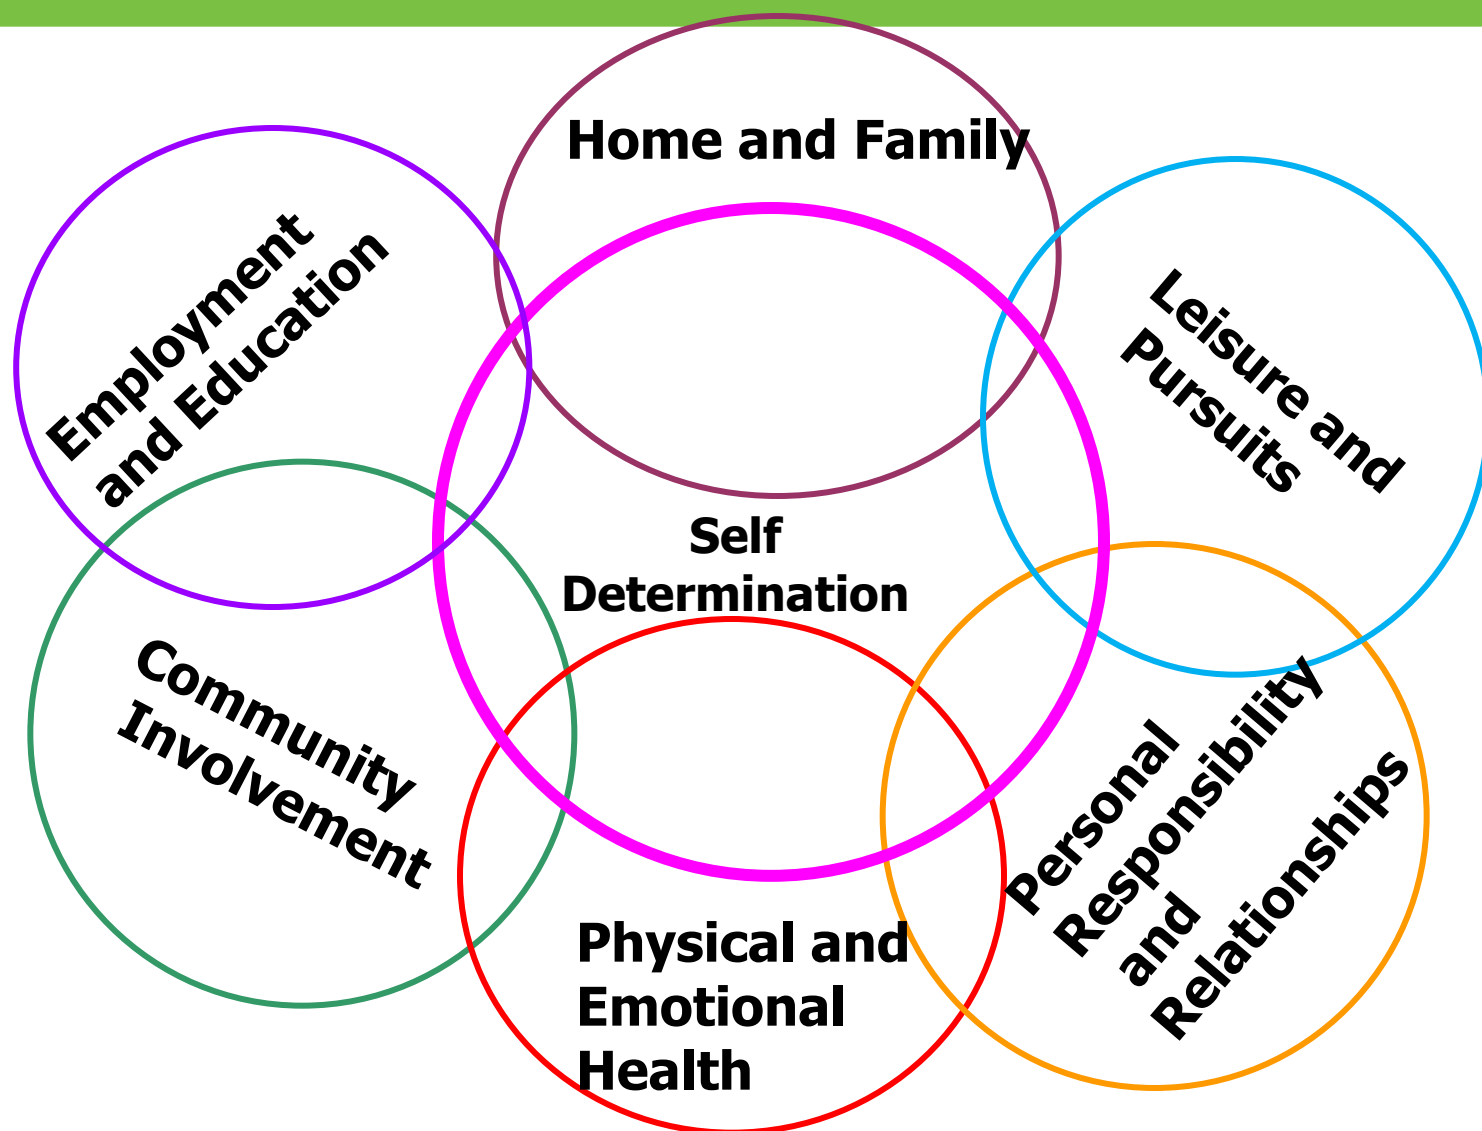 Home and Family
Employment
and Education
Leisure and
Pursuits
Self
Determination
Community
Involvement
Personal
Responsibility
and
Relationships
Physical and
Emotional
Health